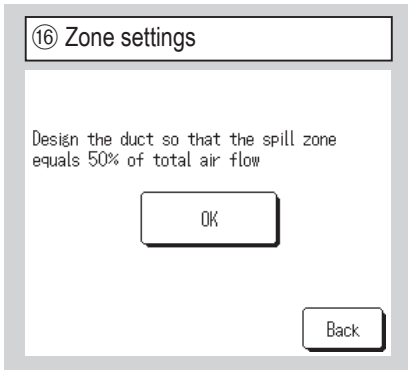 ⑯ Zone settings
Design the duct so that the spill zone
equals 50% of total air flow
OK
Back